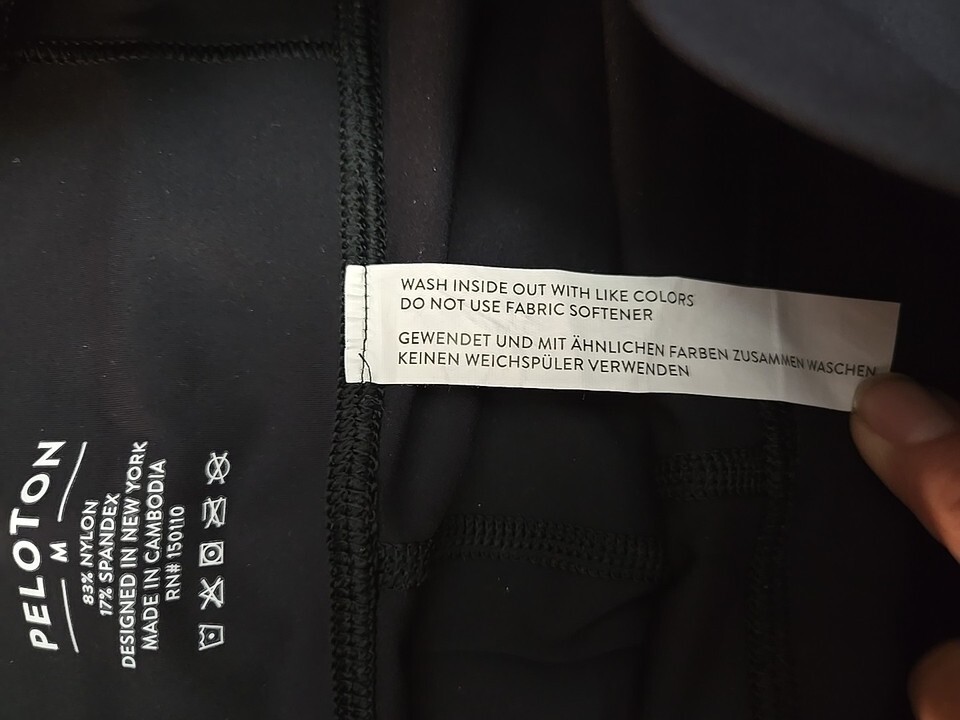 WASH INSIDE OUT WITH LIKE COLORS
DO NOT USE FABRIC SOFTENER
GEWENDET UND MIT ÄHNLICHEN FARBEN ZUSAMMEN WASCHEN
KEINEN WEICHSPÜLER VERWENDEN
PELOTON
M
83% NYLON
17% SPANDEX
DESIGNED IN NEW YORK
MADE IN CAMBODIA
RN# 150110